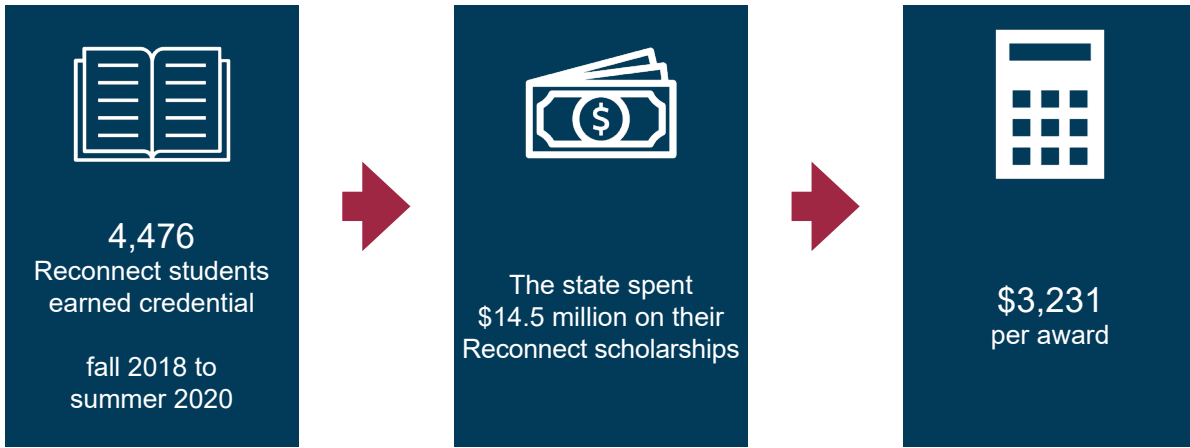 4,476
Reconnect students
earned credential
fall 2018 to
summer 2020
$
The state spent
$14.5 million on their
Reconnect scholarships
$3,231
per award